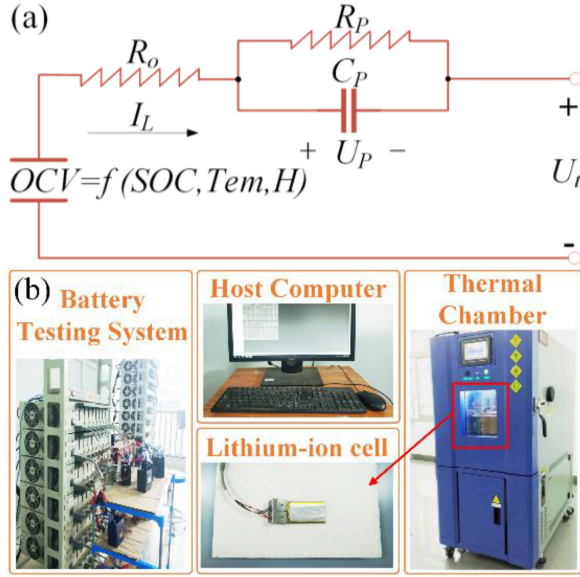 (a)
R_P
R_o
C_P
I_L
+ U_P −
+
OCV=f (SOC,Tem,H)
U_t
-
(b)
Battery
Testing System
Host Computer
Thermal
Chamber
Lithium-ion cell